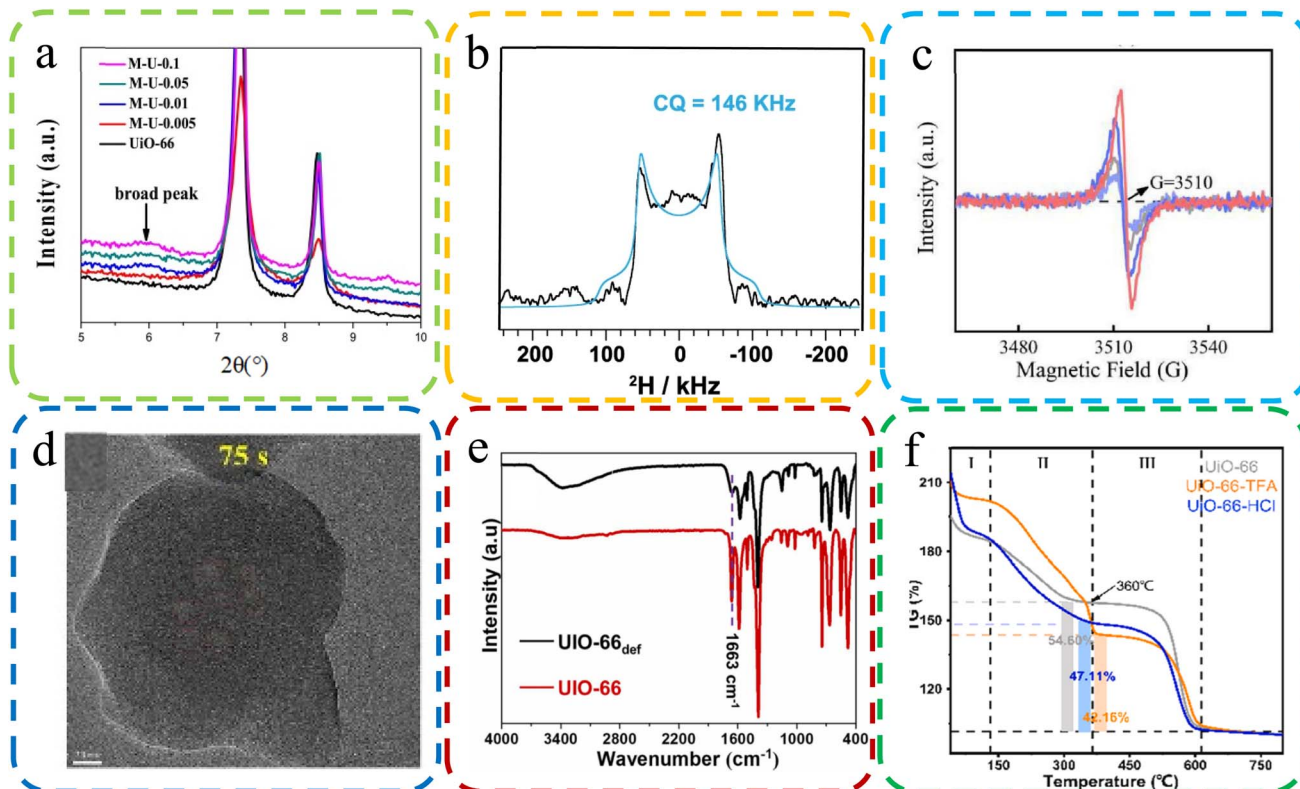 a
M-U-0.1
M-U-0.05
M-U-0.01
M-U-0.005
UiO-66
broad peak
Intensity (a.u.)
5 6 7 8 9 10
2θ(°)
b
CQ = 146 KHz
200 100 0 -100 -200
²H / kHz
c
G=3510
Intensity (a.u.)
3480 3510 3540
Magnetic Field (G)
d
75 s
e
UIO-66def
UIO-66
1663 cm⁻¹
Intensity (a.u)
4000 3400 2800 2200 1600 1000 400
Wavenumber (cm⁻¹)
f
I II III
UiO-66
UiO-66-TFA
UiO-66-HCl
210
180
150
120
360℃
54.60%
47.11%
42.16%
(%)
150 300 450 600 750
Temperature (℃)